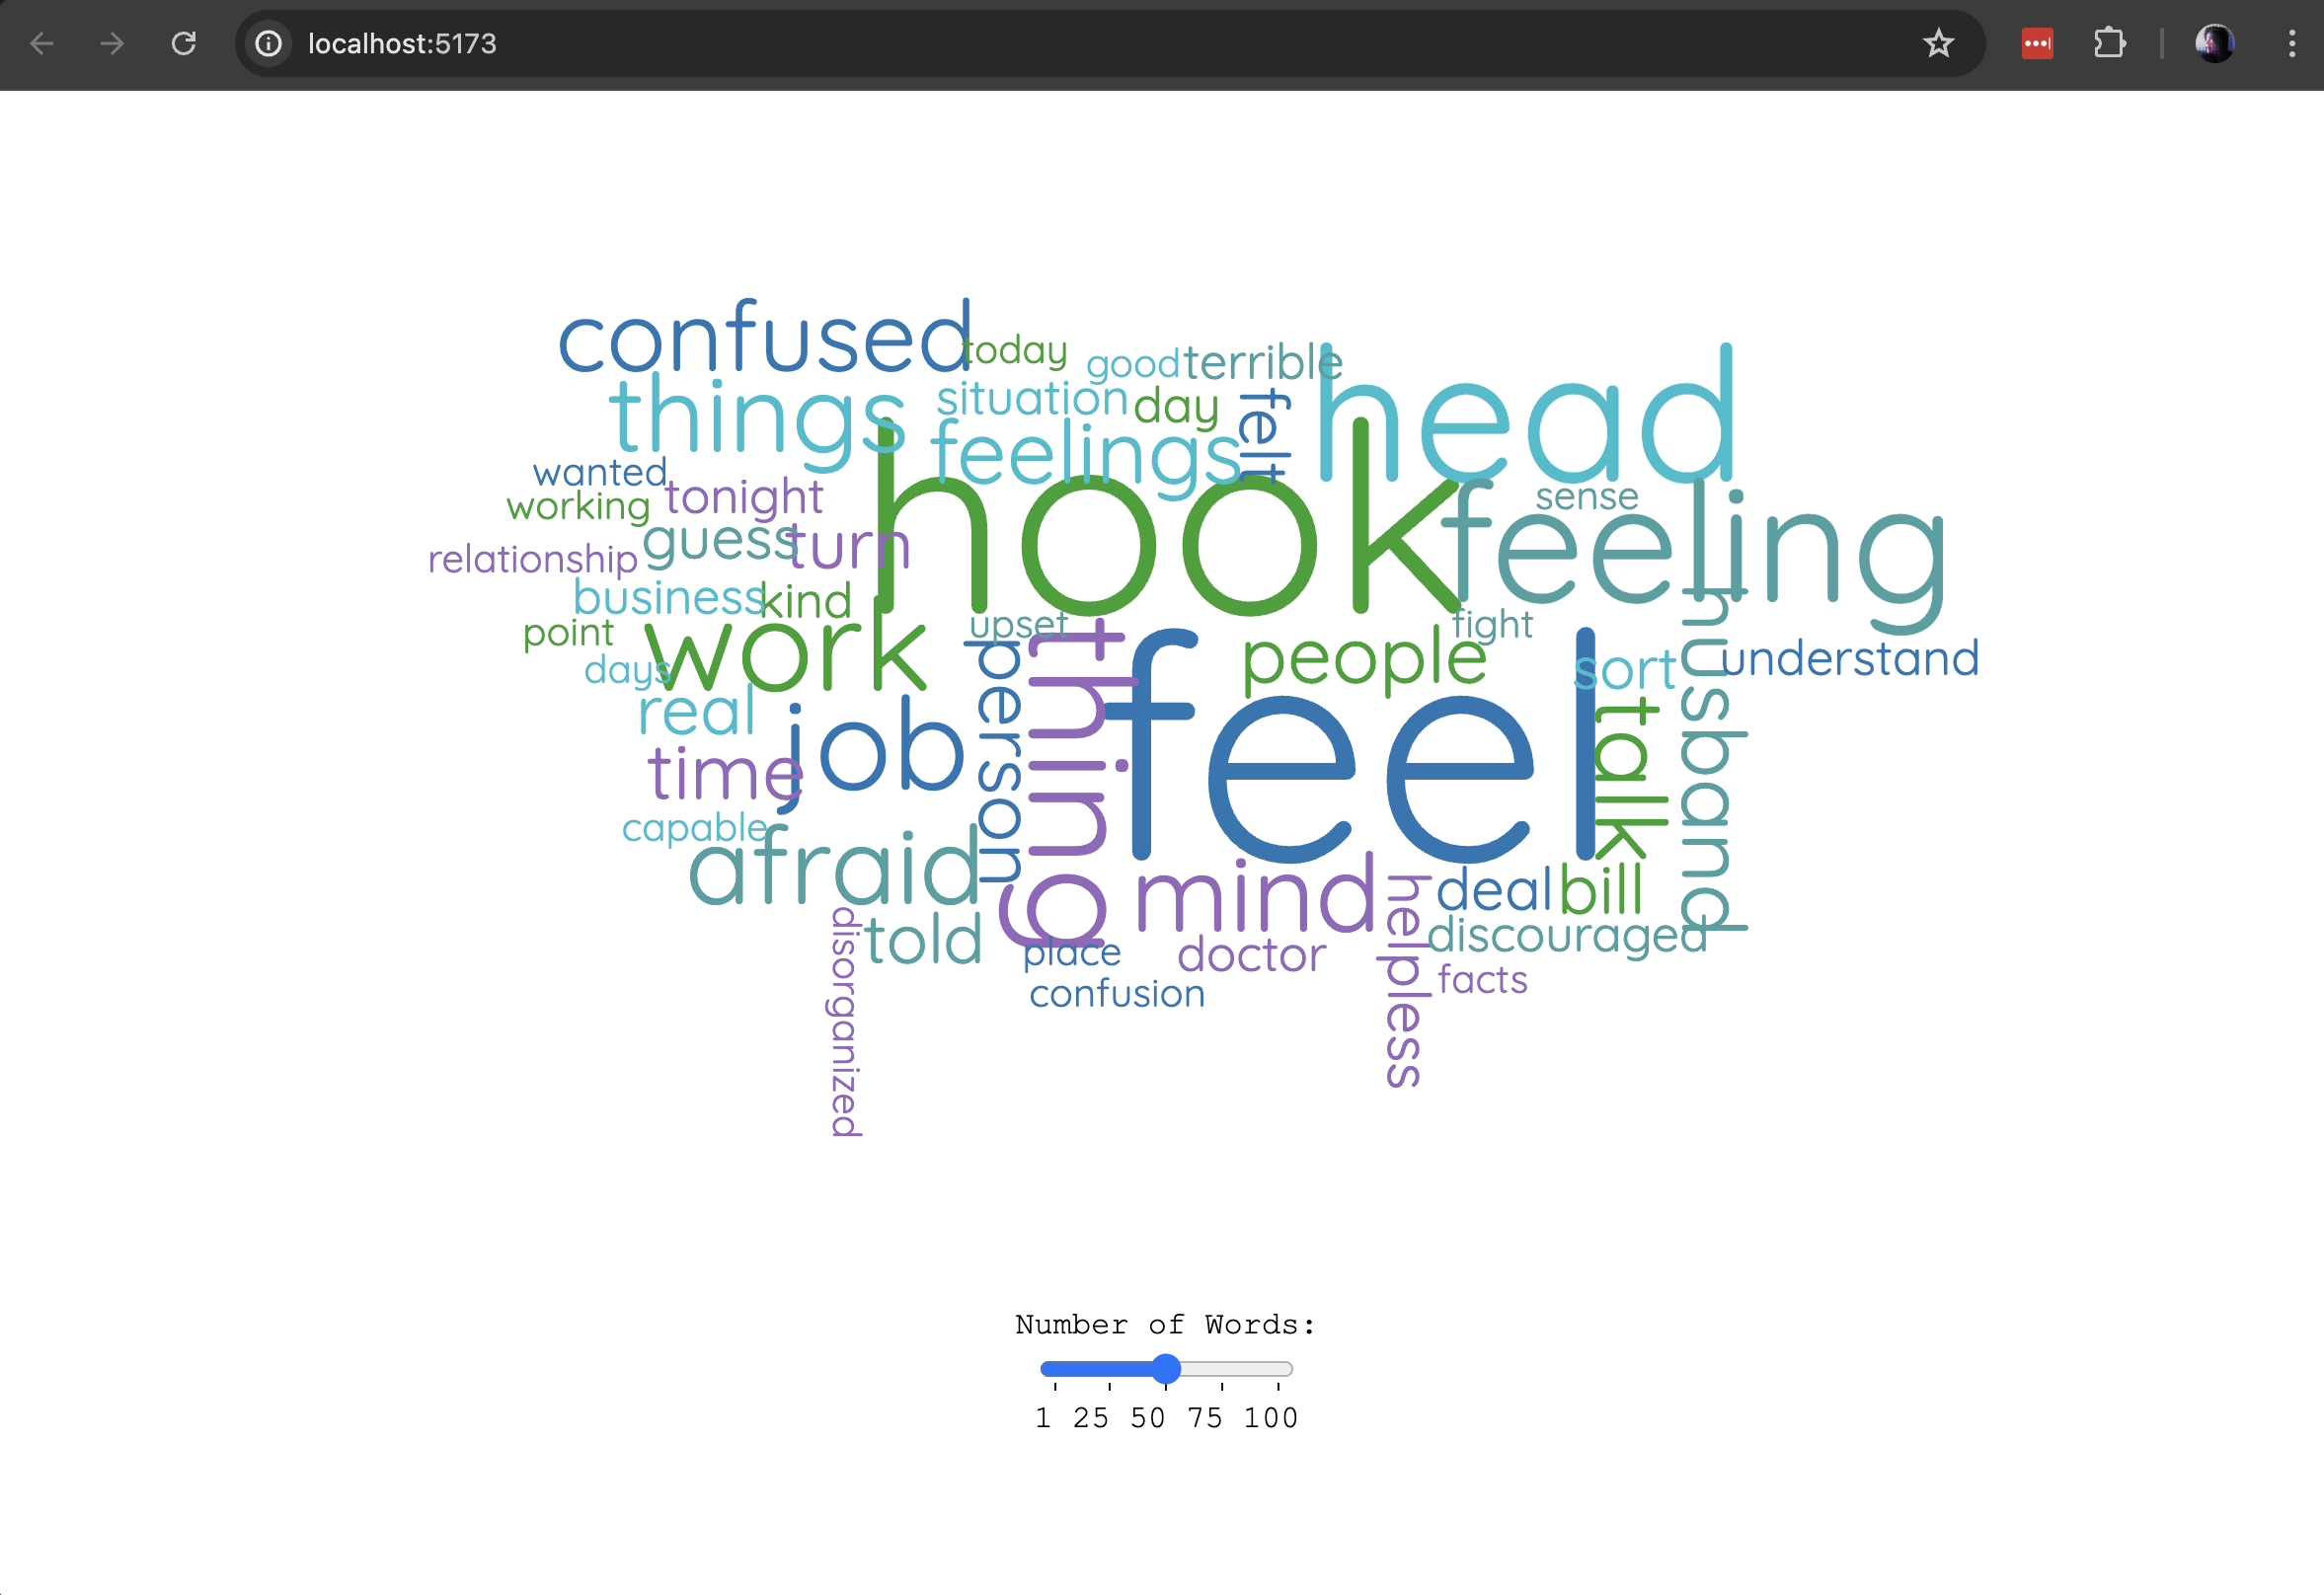 localhost:5173
confused
today
good
terrible
head
things
situation
day
felt
feelings
wanted
tonight
hook
sense
working
feeling
guess
turn
relationship
business
kind
point
work
upset
fight
people
husband
understand
sort
days
person
thing
feel
real
job
talk
time
capable
afraid
mind
helpless
deal
bill
disorganized
told
place
doctor
discouraged
facts
confusion
Number of Words:
1 25 50 75 100